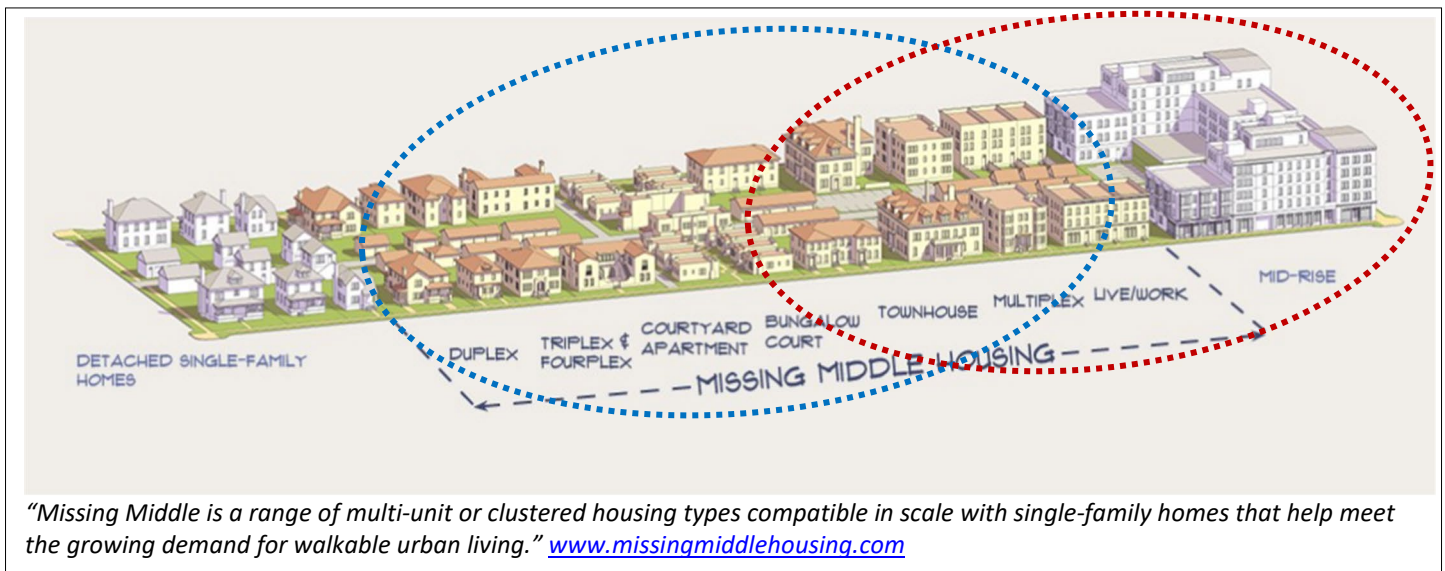 DETACHED SINGLE-FAMILY
HOMES
DUPLEX
TRIPLEX &
FOURPLEX
COURTYARD
APARTMENT
BUNGALOW
COURT
TOWNHOUSE
MULTIPLEX
LIVE/WORK
MID-RISE
MISSING MIDDLE HOUSING
“Missing Middle is a range of multi-unit or clustered housing types compatible in scale with single-family homes that help meet
the growing demand for walkable urban living.” www.missingmiddlehousing.com